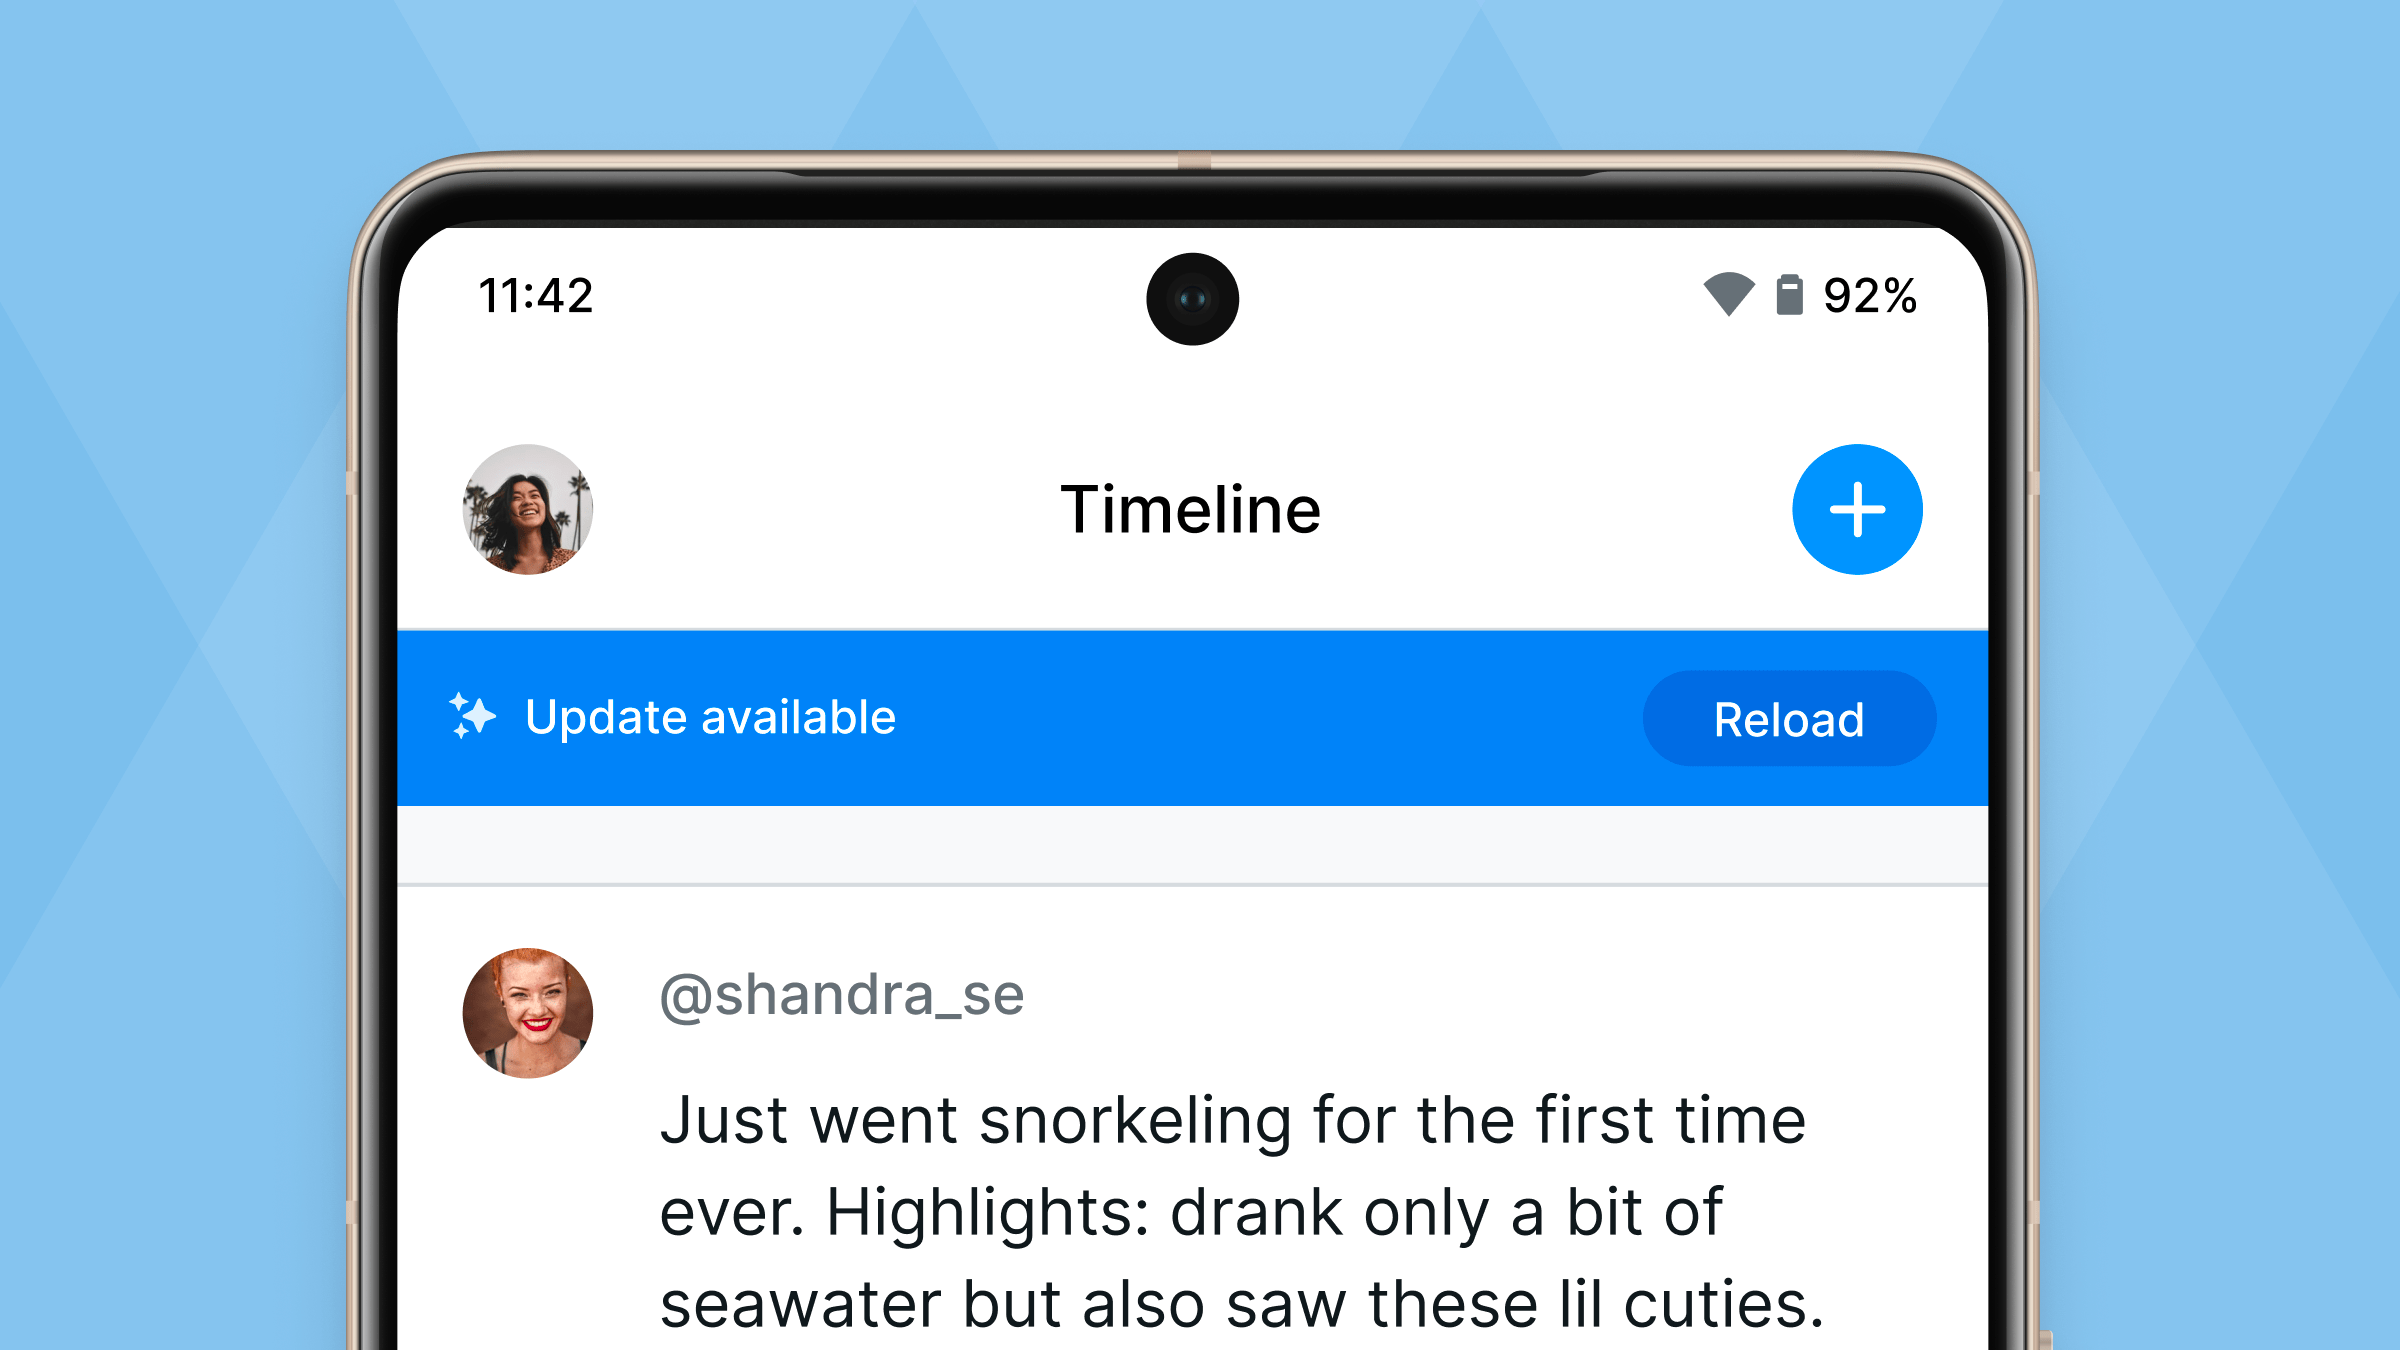 11:42
92%
Timeline
Update available
Reload
@shandra_se
Just went snorkeling for the first time
ever. Highlights: drank only a bit of
seawater but also saw these lil cuties.